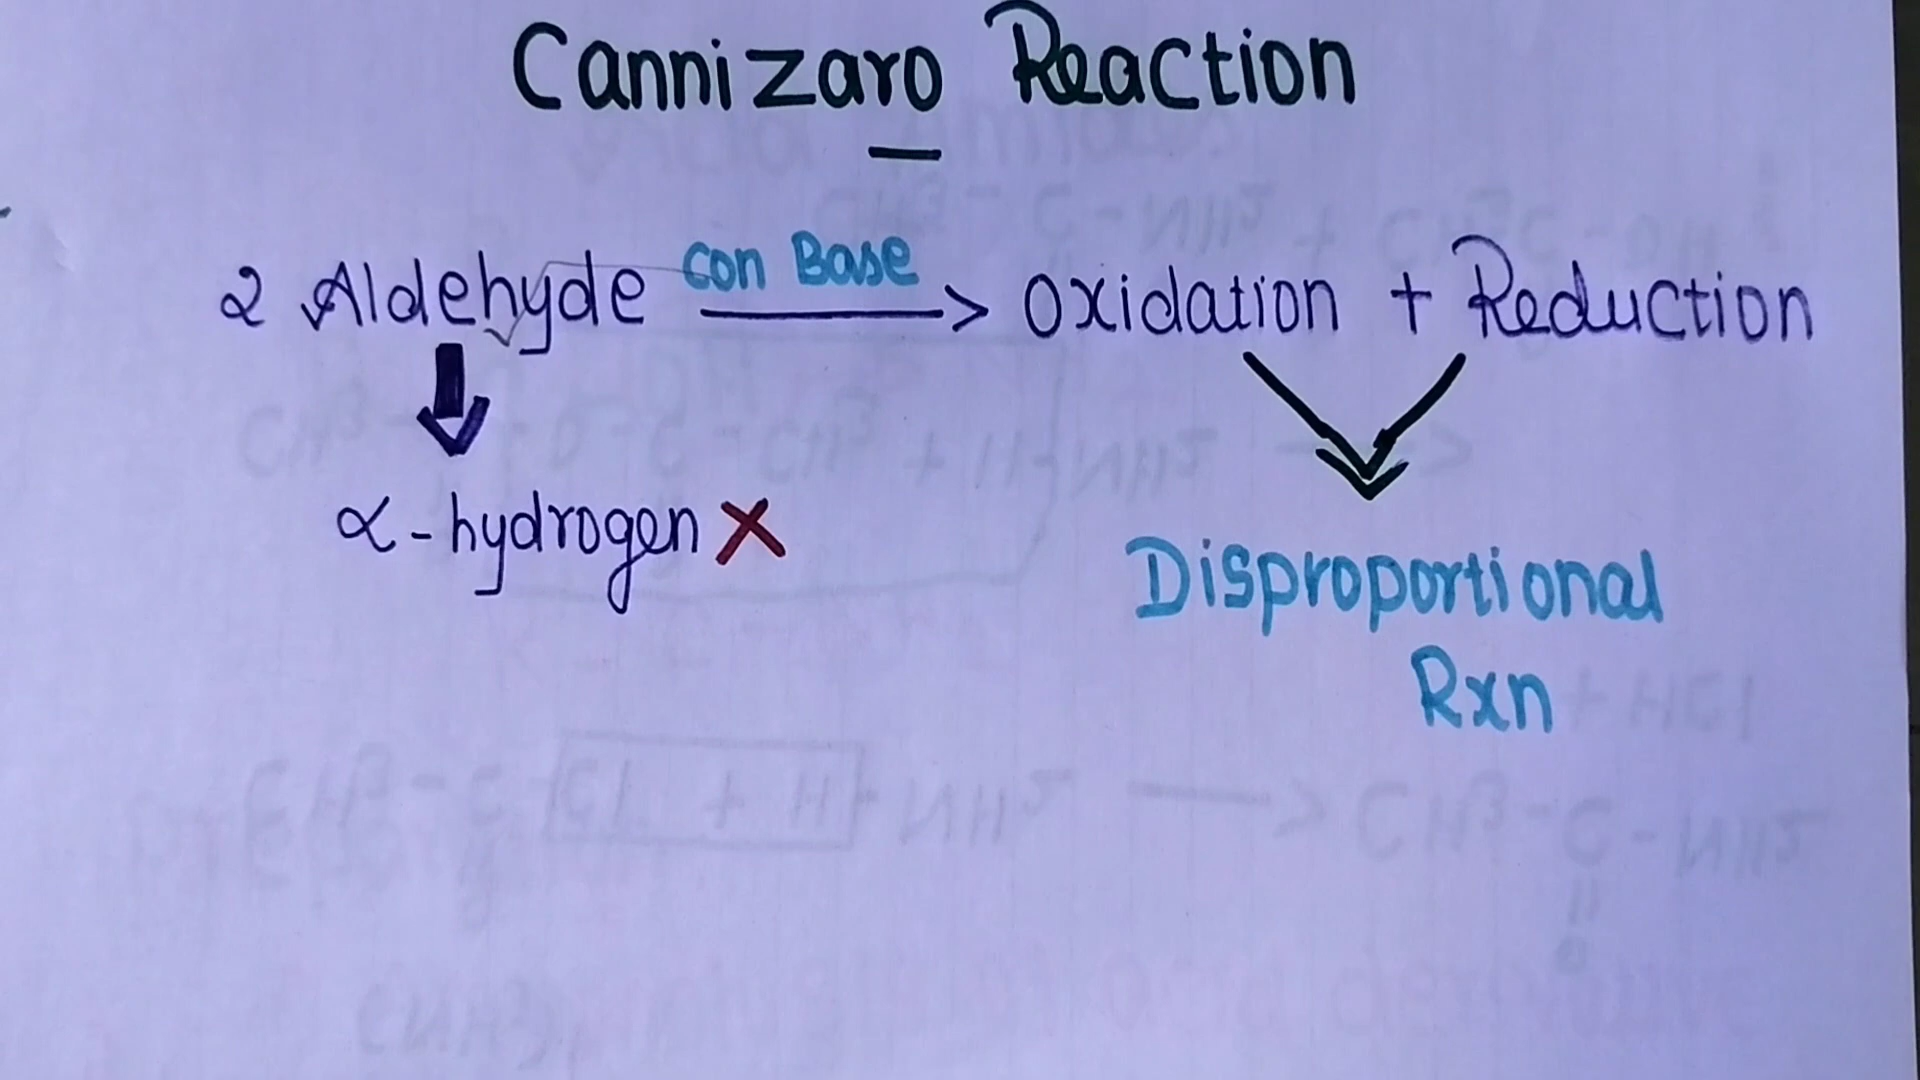 Cannizaro Reaction
2 Aldehyde con Base > Oxidation + Reduction
α-hydrogen X
Disproportional
Rxn